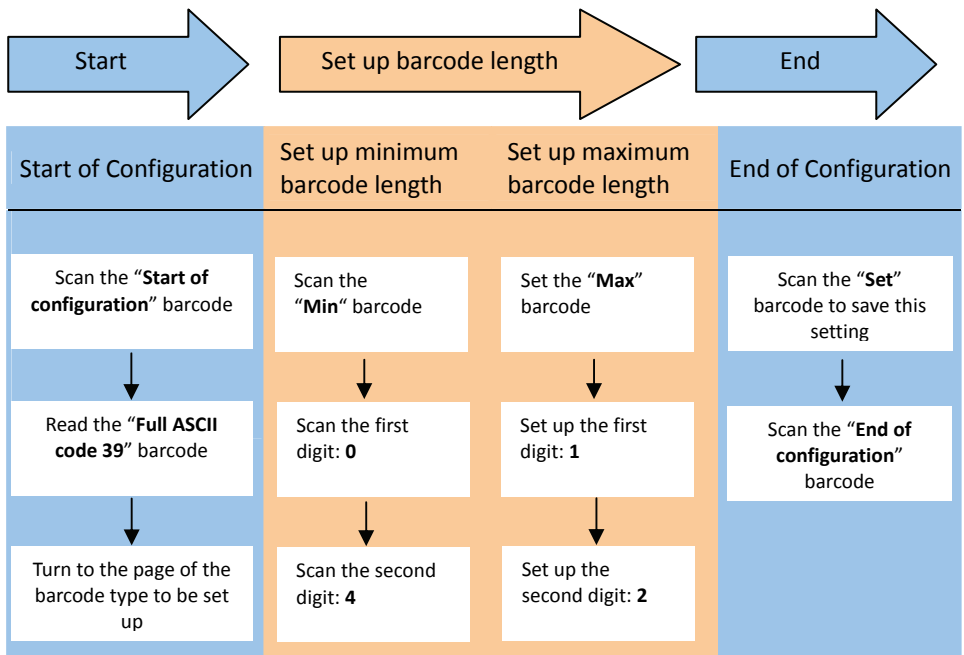 Start
Set up barcode length
End
Start of Configuration
Set up minimum
barcode length
Set up maximum
barcode length
End of Configuration
Scan the “Start of
configuration” barcode
Read the “Full ASCII
code 39” barcode
Turn to the page of the
barcode type to be set
up
Scan the
“Min“ barcode
Scan the first
digit: 0
Scan the second
digit: 4
Set the “Max”
barcode
Set up the first
digit: 1
Set up the
second digit: 2
Scan the “Set”
barcode to save this
setting
Scan the “End of
configuration”
barcode